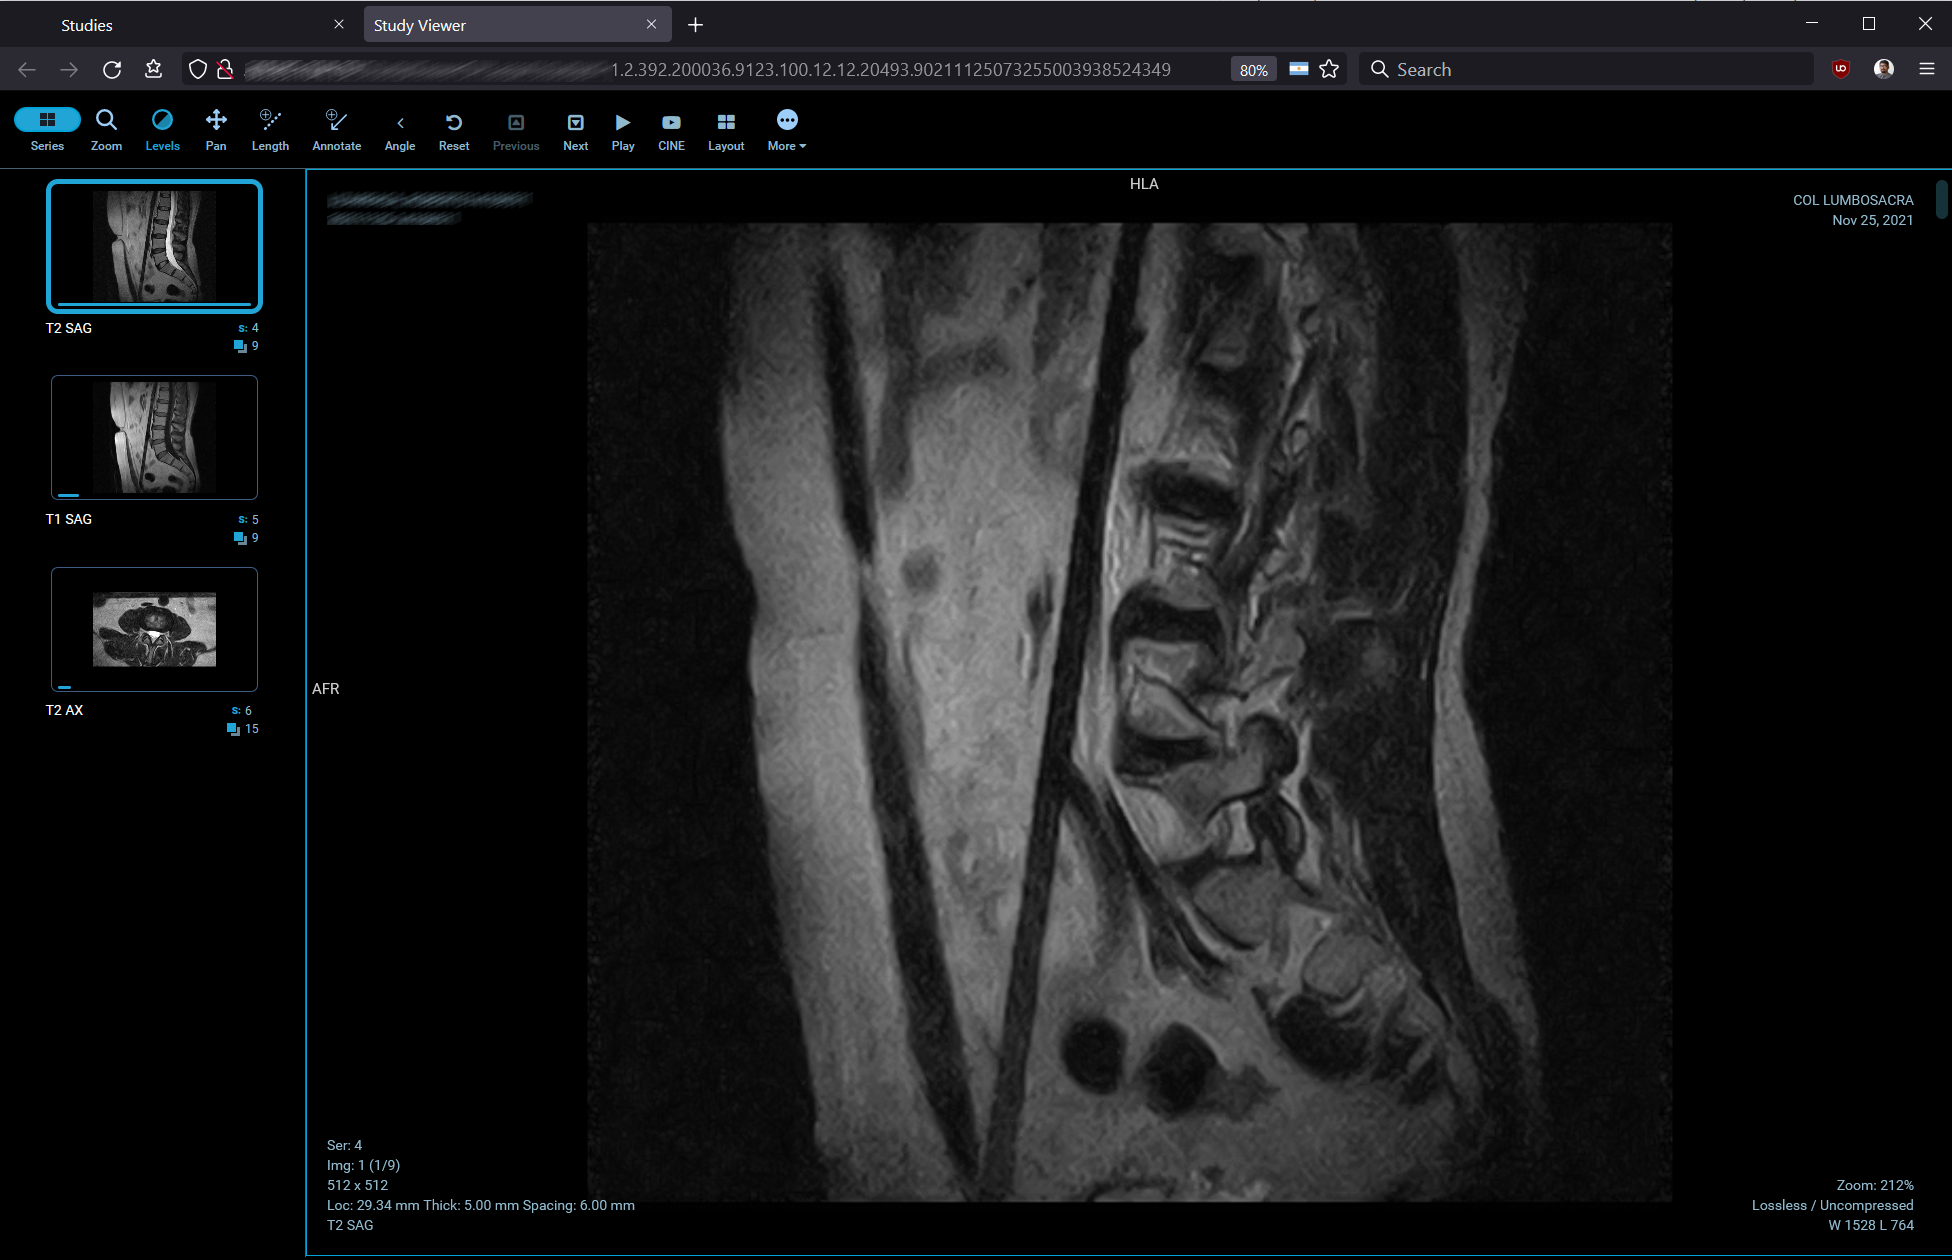 Studies
Study Viewer
1.2.392.200036.9123.100.12.12.20493.90211125073255003938524349
80%
Search
Series
Zoom
Levels
Pan
Length
Annotate
Angle
Reset
Previous
Next
Play
CINE
Layout
More
T2 SAG
S: 4
9
T1 SAG
S: 5
9
T2 AX
S: 6
15
HLA
COL LUMBOSACRA
Nov 25, 2021
AFR
Ser: 4
Img: 1 (1/9)
512 x 512
Loc: 29.34 mm Thick: 5.00 mm Spacing: 6.00 mm
T2 SAG
Zoom: 212%
Lossless / Uncompressed
W 1528 L 764